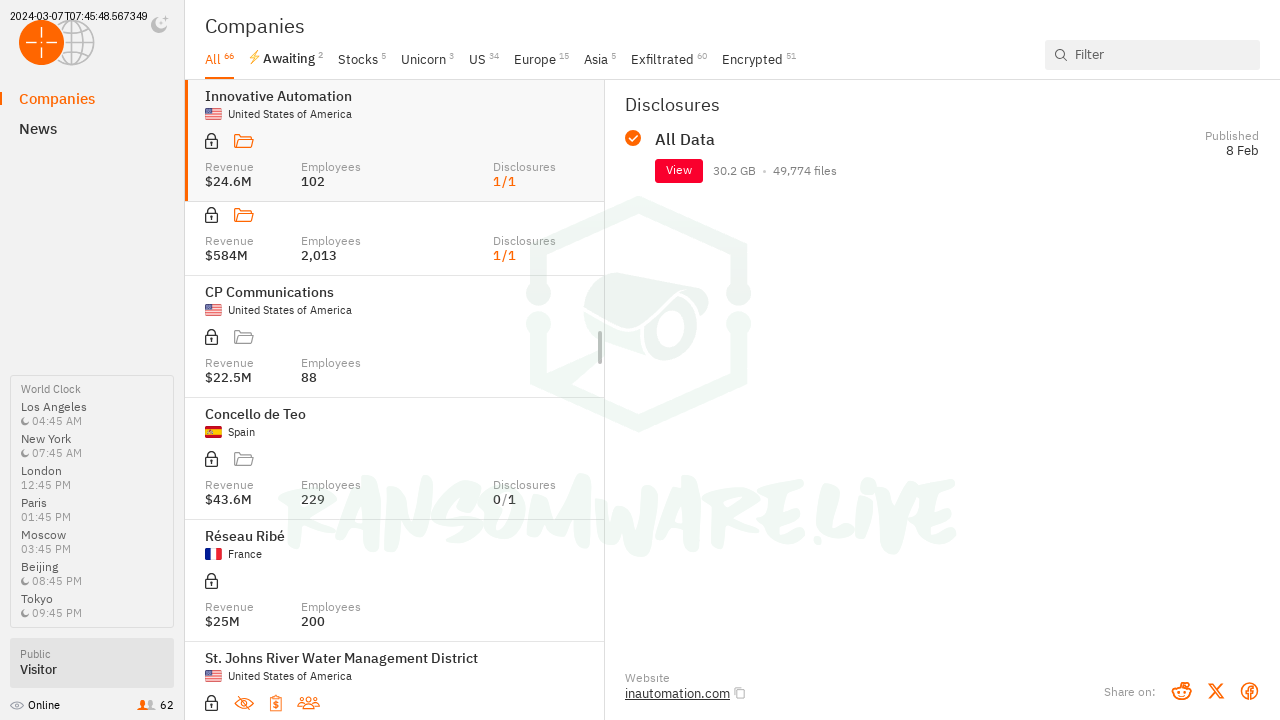 2024-03-07T07:45:48.567349
Companies
News
World Clock
Los Angeles
04:45 AM
New York
07:45 AM
London
12:45 PM
Paris
01:45 PM
Moscow
03:45 PM
Beijing
08:45 PM
Tokyo
09:45 PM
Public
Visitor
Online 62
Companies
All 66 Awaiting 2 Stocks 5 Unicorn 3 US 34 Europe 15 Asia 5 Exfiltrated 60 Encrypted 51
Filter
Innovative Automation
United States of America
Revenue Employees Disclosures
$24.6M 102 1/1
Revenue Employees Disclosures
$584M 2,013 1/1
CP Communications
United States of America
Revenue Employees
$22.5M 88
Concello de Teo
Spain
Revenue Employees Disclosures
$43.6M 229 0/1
Réseau Ribé
France
Revenue Employees
$25M 200
St. Johns River Water Management District
United States of America
Disclosures
All Data
Published
8 Feb
View 30.2 GB • 49,774 files
RANSOMWARE.LIVE
Website
inautomation.com
Share on: